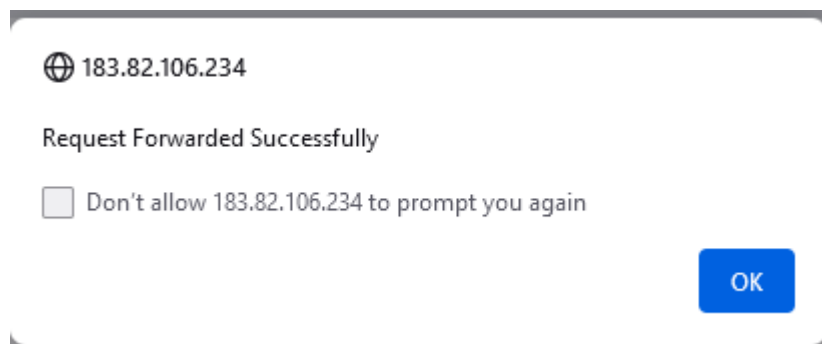 183.82.106.234
Request Forwarded Successfully
Don't allow 183.82.106.234 to prompt you again
OK